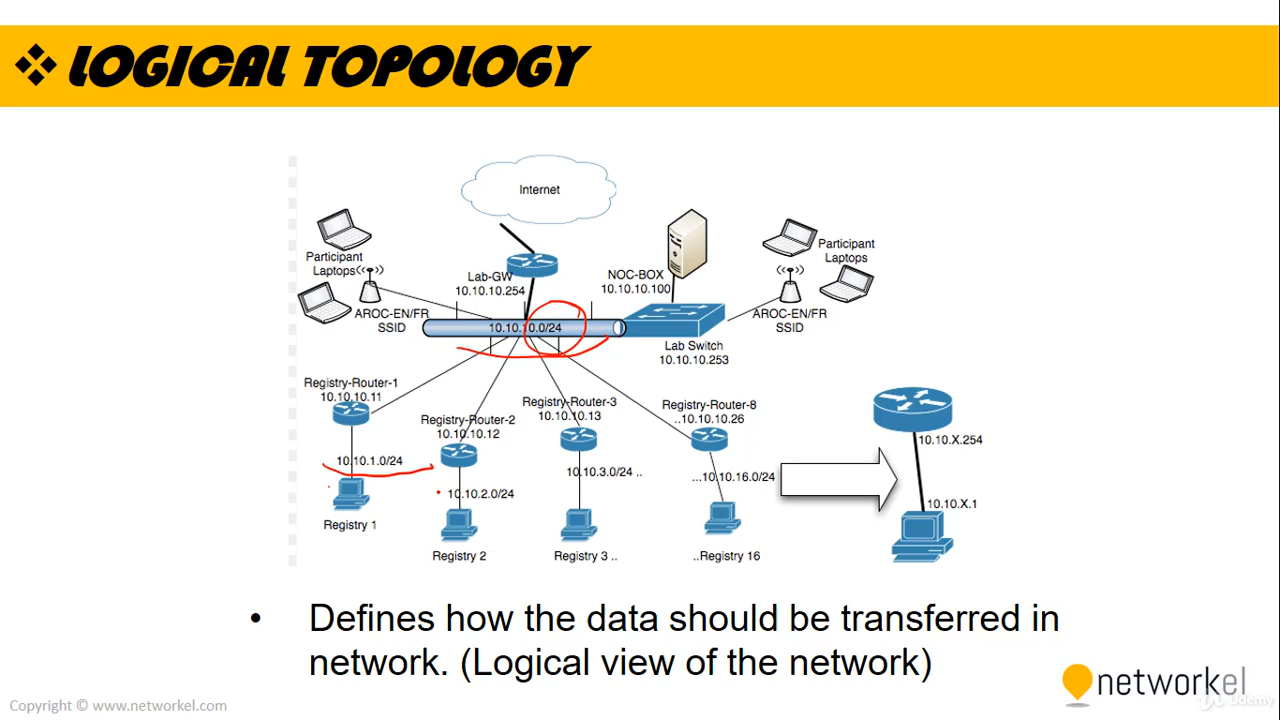 LOGICAL TOPOLOGY
Internet
Participant
Laptops
AROC-EN/FR
SSID
Lab-GW
10.10.10.254
NOC-BOX
10.10.10.100
Participant
Laptops
AROC-EN/FR
SSID
10.10.10.0/24
Lab Switch
10.10.10.253
Registry-Router-1
10.10.10.11
Registry-Router-2
10.10.10.12
Registry-Router-3
10.10.10.13
Registry-Router-8
..10.10.10.26
10.10.1.0/24
10.10.2.0/24
10.10.3.0/24 ..
...10.10.16.0/24
Registry 1
Registry 2
Registry 3 ..
..Registry 16
10.10.X.254
10.10.X.1
• Defines how the data should be transferred in
network. (Logical view of the network)
networkel
Udemy
Copyright © www.networkel.com